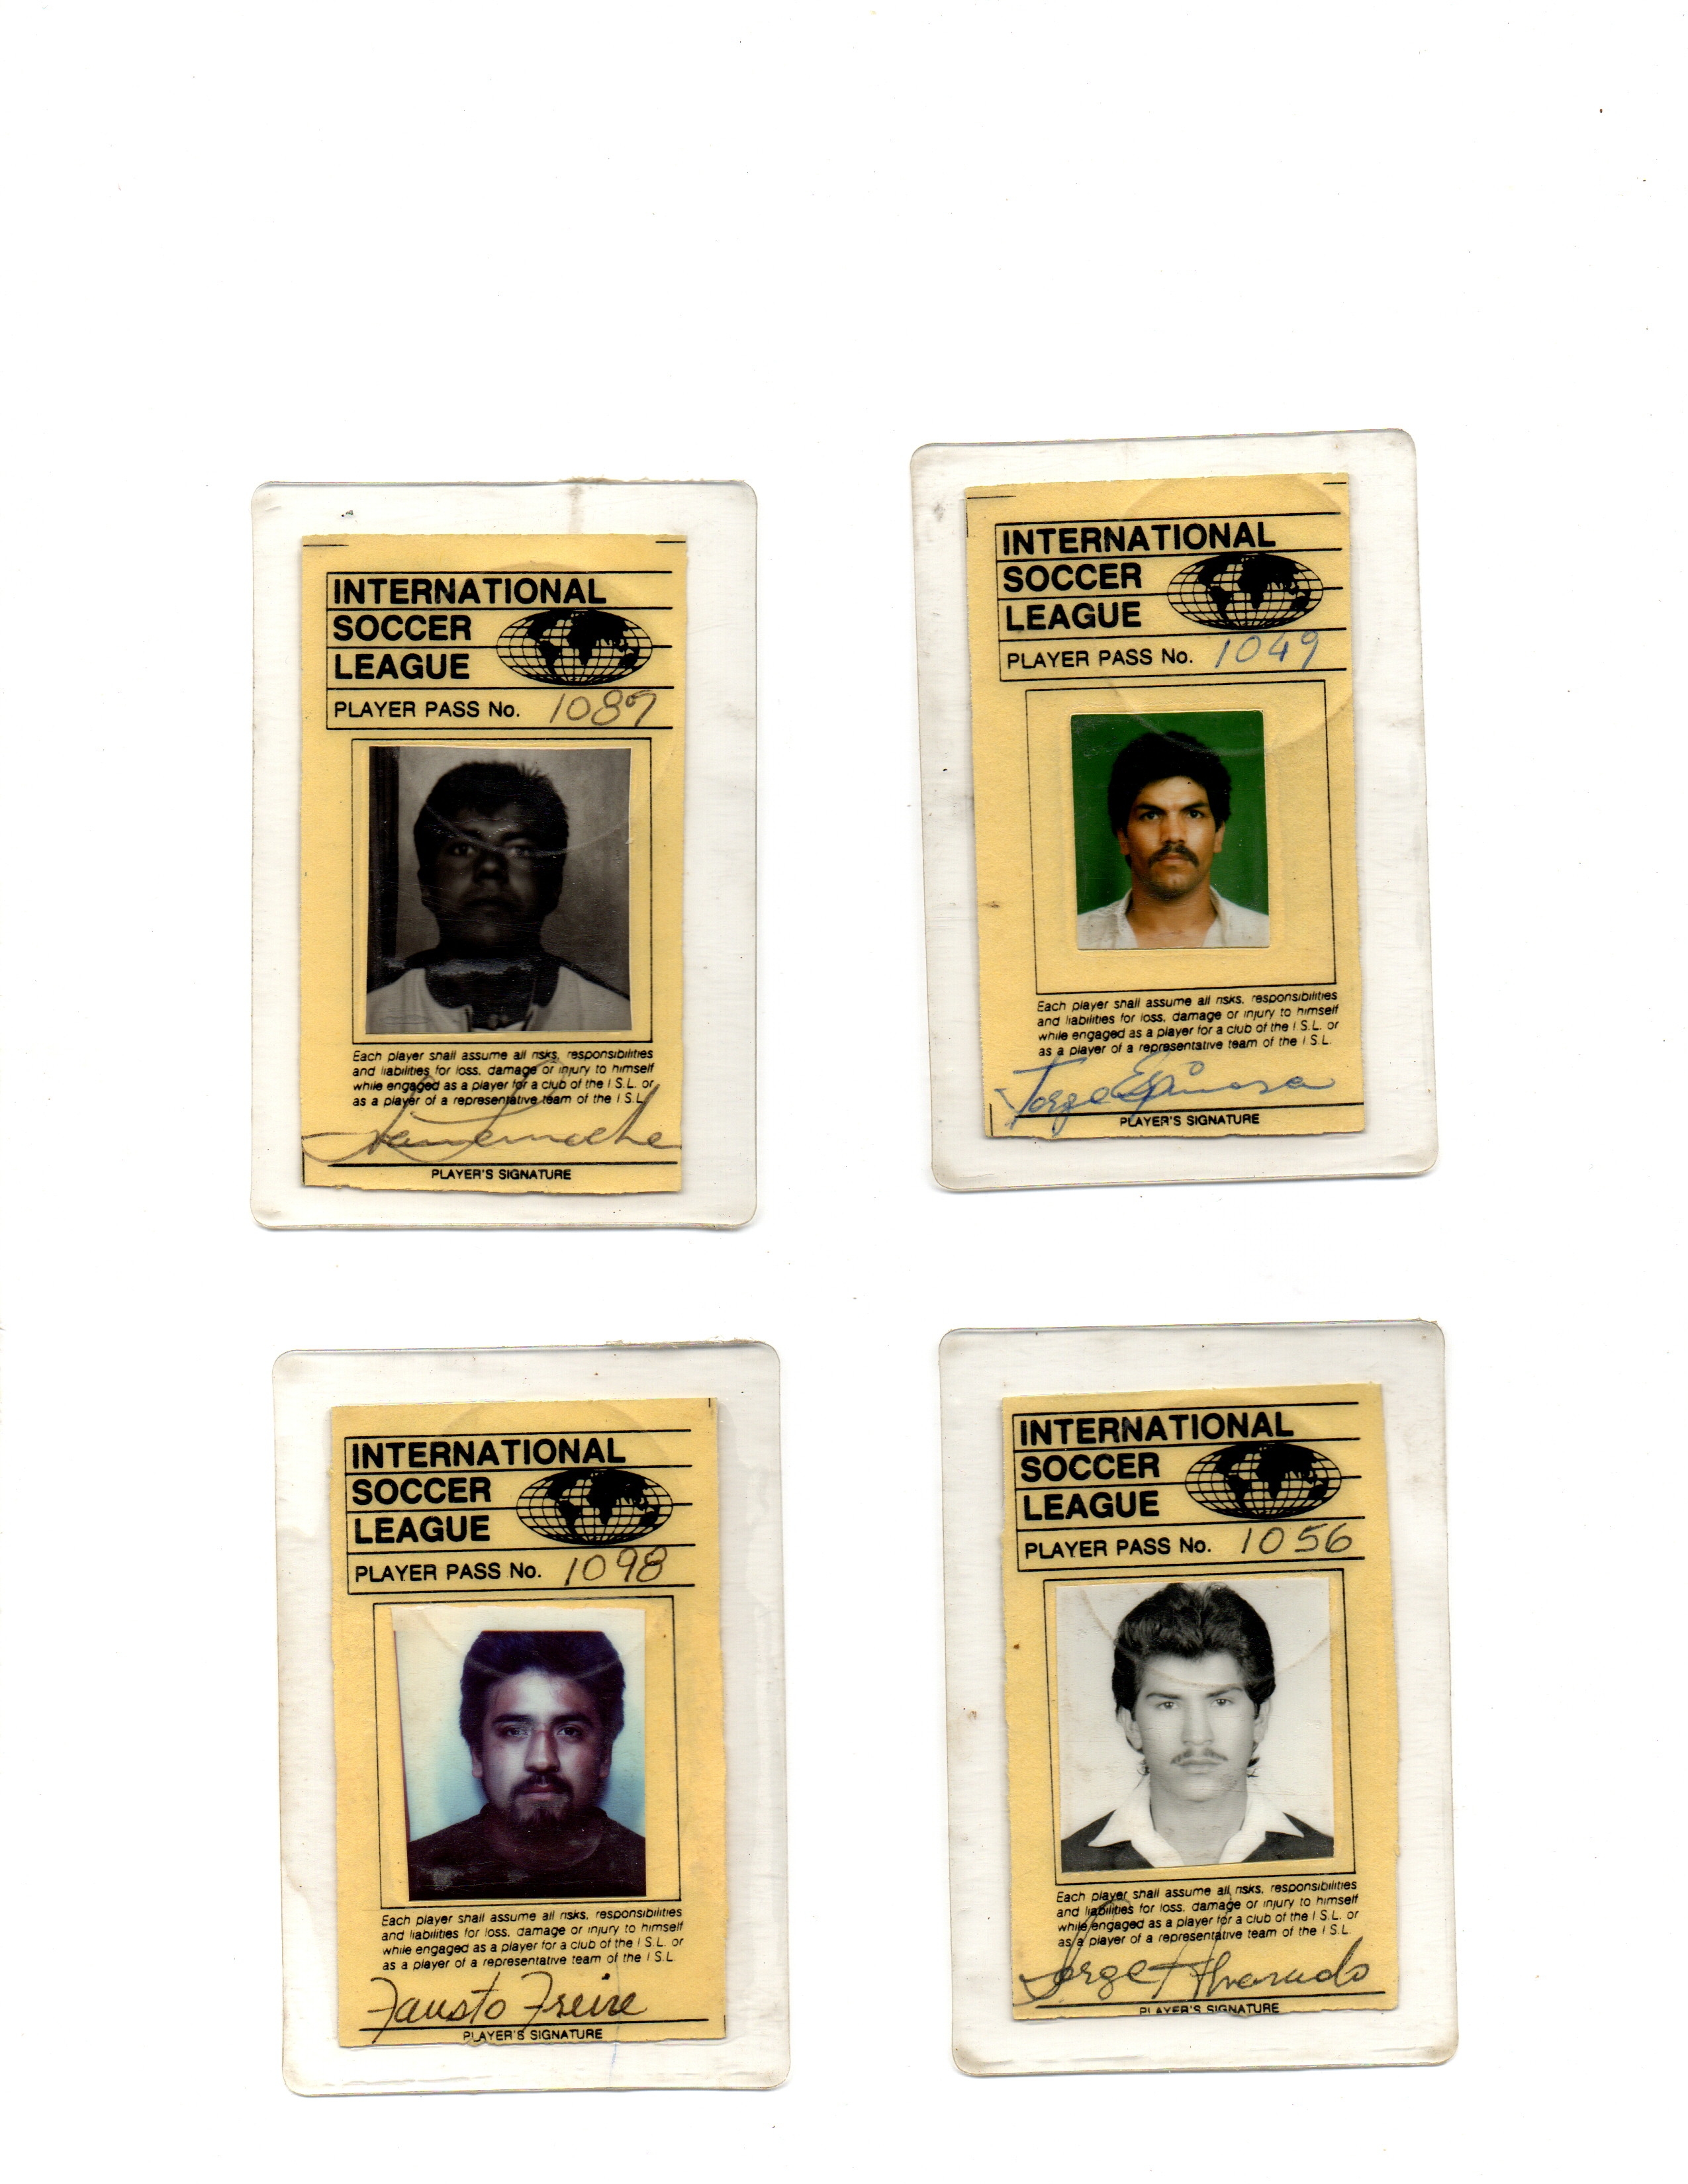 INTERNATIONAL
SOCCER
LEAGUE
PLAYER PASS No. 1087
Each player shall assume all risks, responsibilities
and liabilities for loss, damage or injury to himself
while engaged as a player for a club of the I.S.L. or
as a player of a representative team of the I.S.L.
PLAYER'S SIGNATURE
INTERNATIONAL
SOCCER
LEAGUE
PLAYER PASS No. 1049
Each player shall assume all risks, responsibilities
and liabilities for loss, damage or injury to himself
while engaged as a player for a club of the I.S.L. or
as a player of a representative team of the I.S.L.
Jorge Espinosa
PLAYER'S SIGNATURE
INTERNATIONAL
SOCCER
LEAGUE
PLAYER PASS No. 1098
Each player shall assume all risks, responsibilities
and liabilities for loss, damage or injury to himself
while engaged as a player for a club of the I.S.L. or
as a player of a representative team of the I.S.L.
Fausto Freire
PLAYER'S SIGNATURE
INTERNATIONAL
SOCCER
LEAGUE
PLAYER PASS No. 1056
Each player shall assume all risks, responsibilities
and liabilities for loss, damage or injury to himself
while engaged as a player for a club of the I.S.L. or
as a player of a representative team of the I.S.L.
Jorge Alvarado
PLAYER'S SIGNATURE